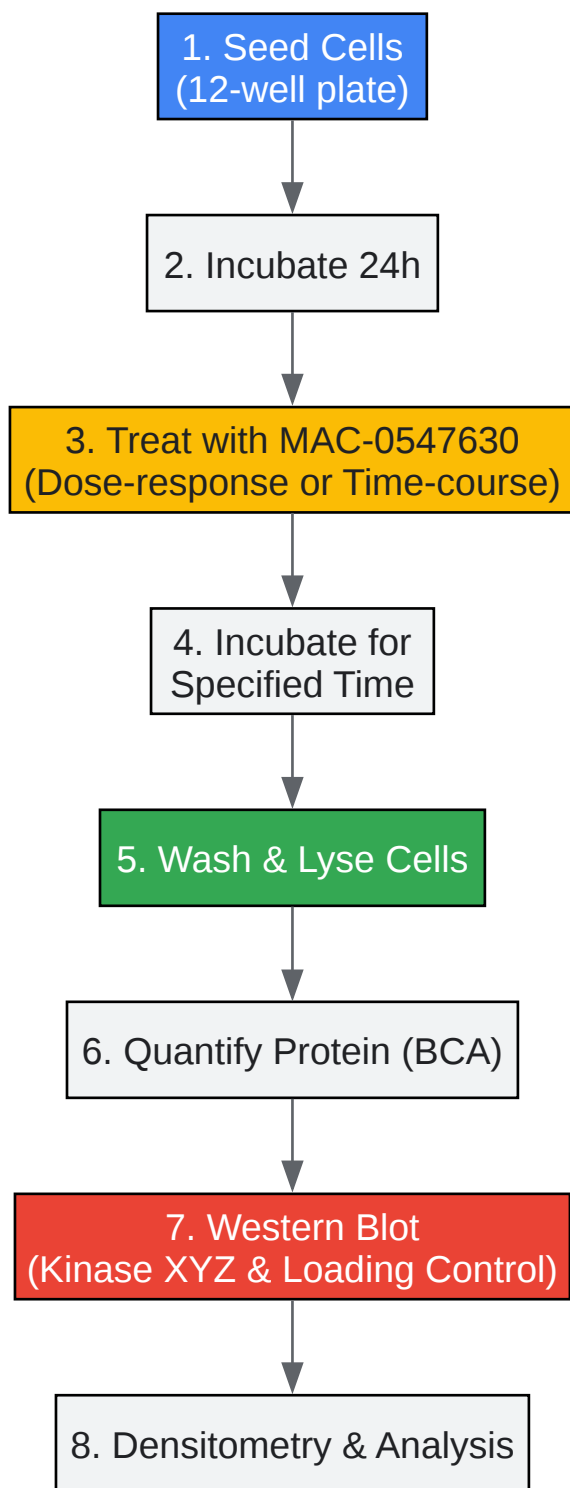 1. Seed Cells
(12-well plate)
2. Incubate 24h
3. Treat with MAC-0547630
(Dose-response or Time-course)
4. Incubate for
Specified Time
5. Wash & Lyse Cells
6. Quantify Protein (BCA)
7. Western Blot
(Kinase XYZ & Loading Control)
8. Densitometry & Analysis